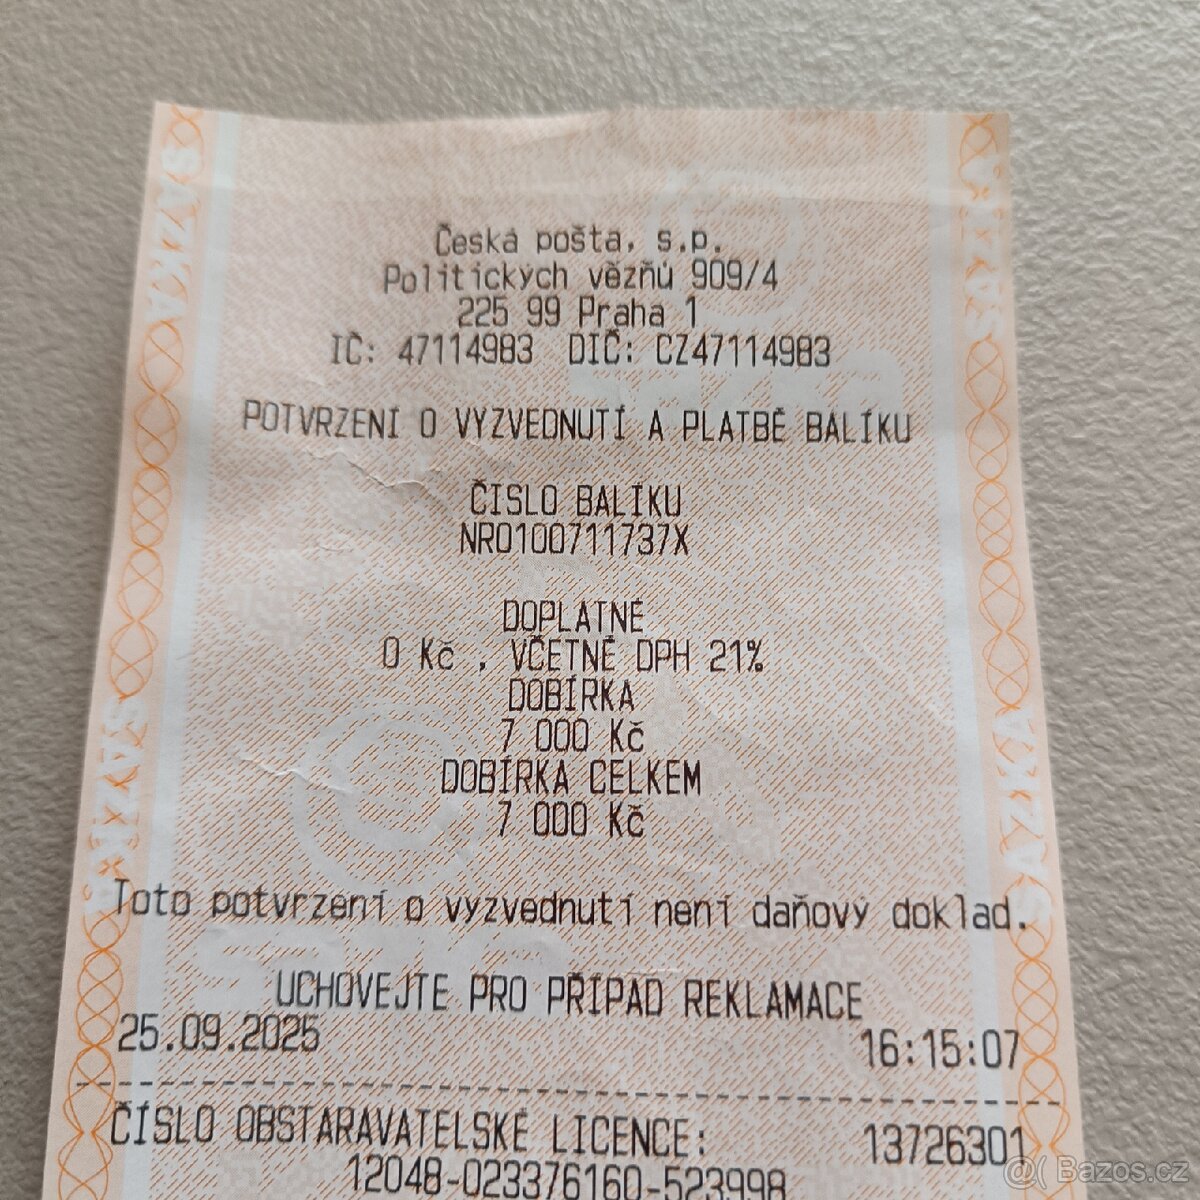 Česká pošta, s.p.
Politických vězňů 909/4
225 99 Praha 1
IČ: 47114983 DIČ: CZ47114983
POTVRZENÍ O VYZVEDNUTÍ A PLATBĚ BALÍKU
ČÍSLO BALÍKU
NR0100711737X
DOPLATNÉ
0 Kč , VČETNĚ DPH 21%
DOBÍRKA
7 000 Kč
DOBÍRKA CELKEM
7 000 Kč
Toto potvrzení o vyzvednutí není daňový doklad.
UCHOVEJTE PRO PŘÍPAD REKLAMACE
25.09.2025 16:15:07
ČÍSLO OBSTARAVATELSKÉ LICENCE: 13726301
12048-023376160-523998
SAZKA
SAZKA
SAZKA
SAZKA
Bazos.cz